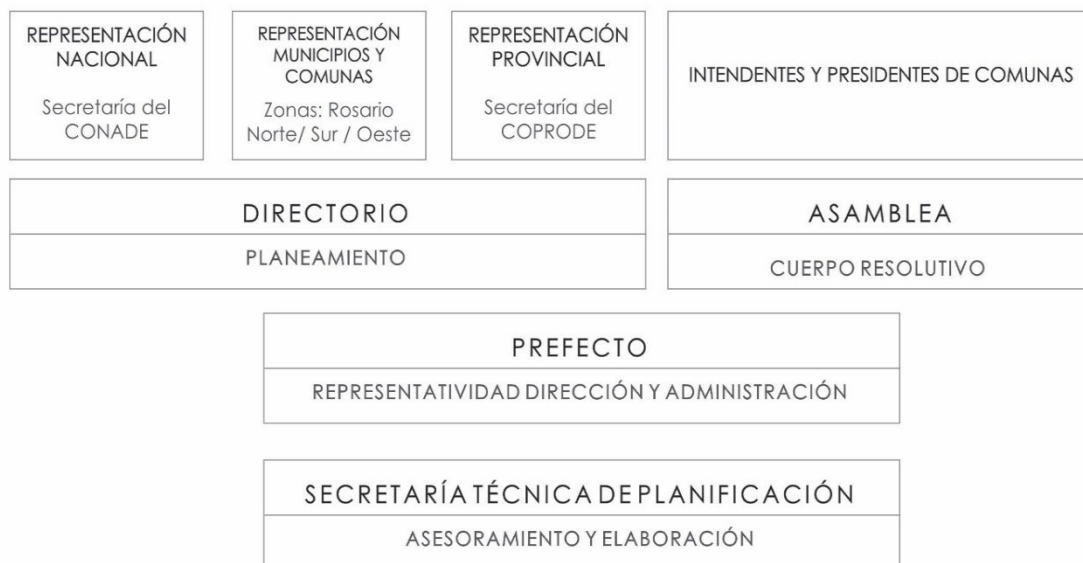 REPRESENTACIÓN
NACIONAL
Secretaría del
CONADE
REPRESENTACIÓN
MUNICIPIOS Y
COMUNAS
Zonas: Rosario
Norte/ Sur / Oeste
REPRESENTACIÓN
PROVINCIAL
Secretaría del
COPRODE
INTENDENTES Y PRESIDENTES DE COMUNAS
DIRECTORIO
PLANEAMIENTO
ASAMBLEA
CUERPO RESOLUTIVO
PREFECTO
REPRESENTATIVIDAD DIRECCIÓN Y ADMINISTRACIÓN
SECRETARÍA TÉCNICA DE PLANIFICACIÓN
ASESORAMIENTO Y ELABORACIÓN